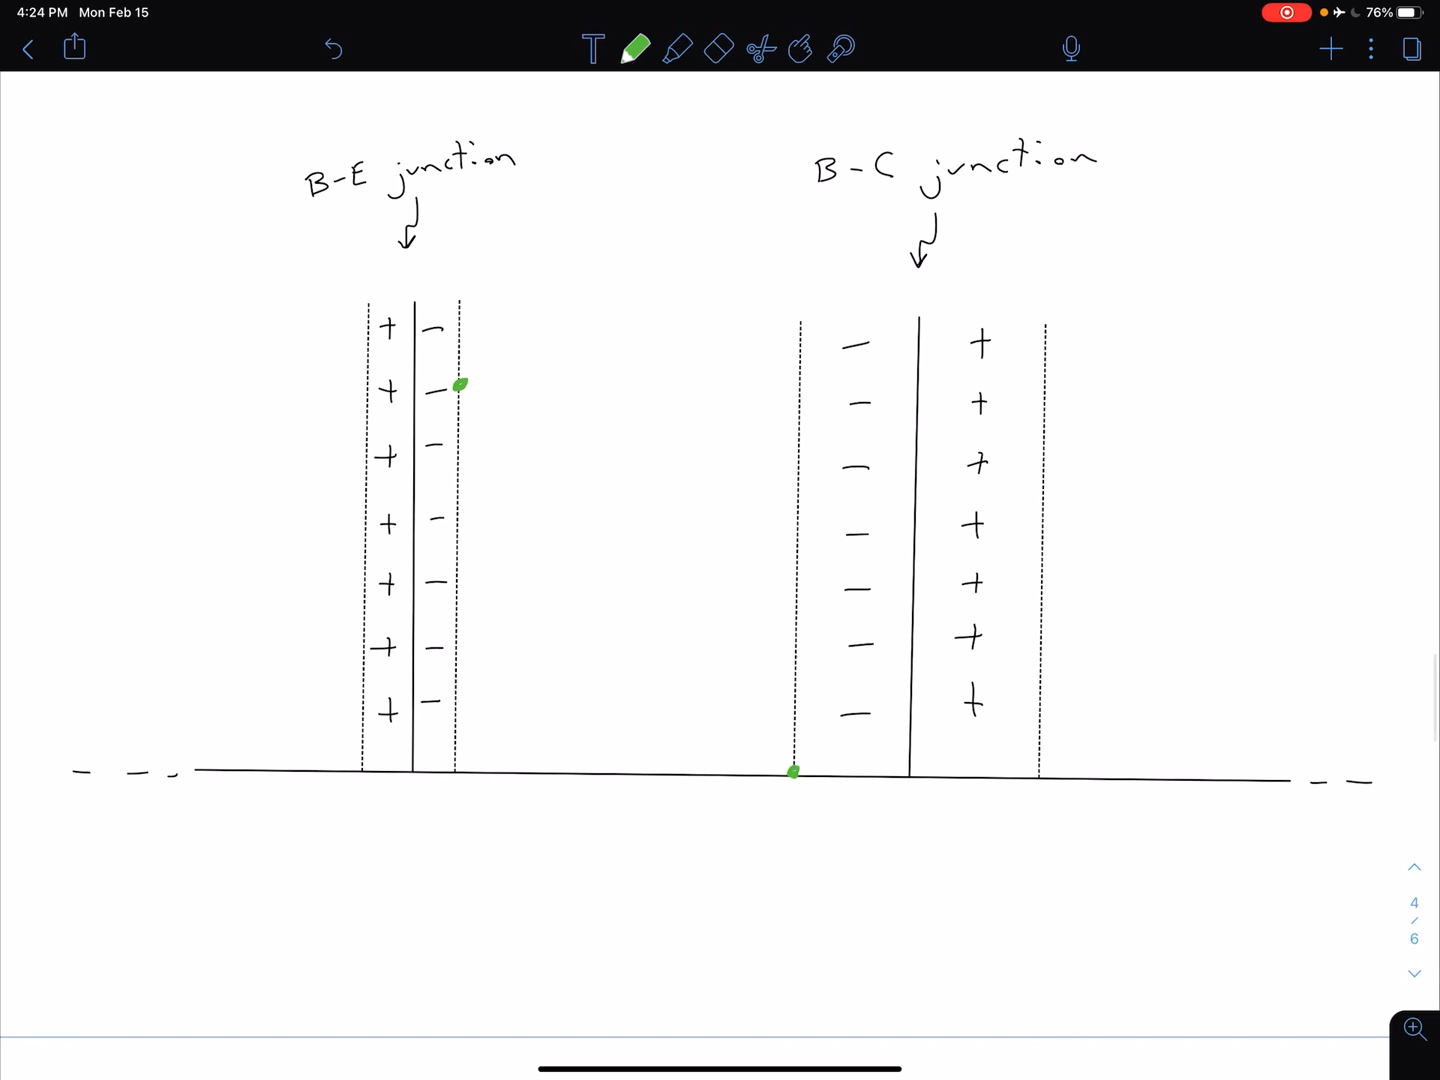 4:24 PM Mon Feb 15
76%
T
B-E junction
B-C junction
+ - - +
+ - - +
+ - - +
+ - - +
+ - - +
+ - - +
+ - - +
4
/
6